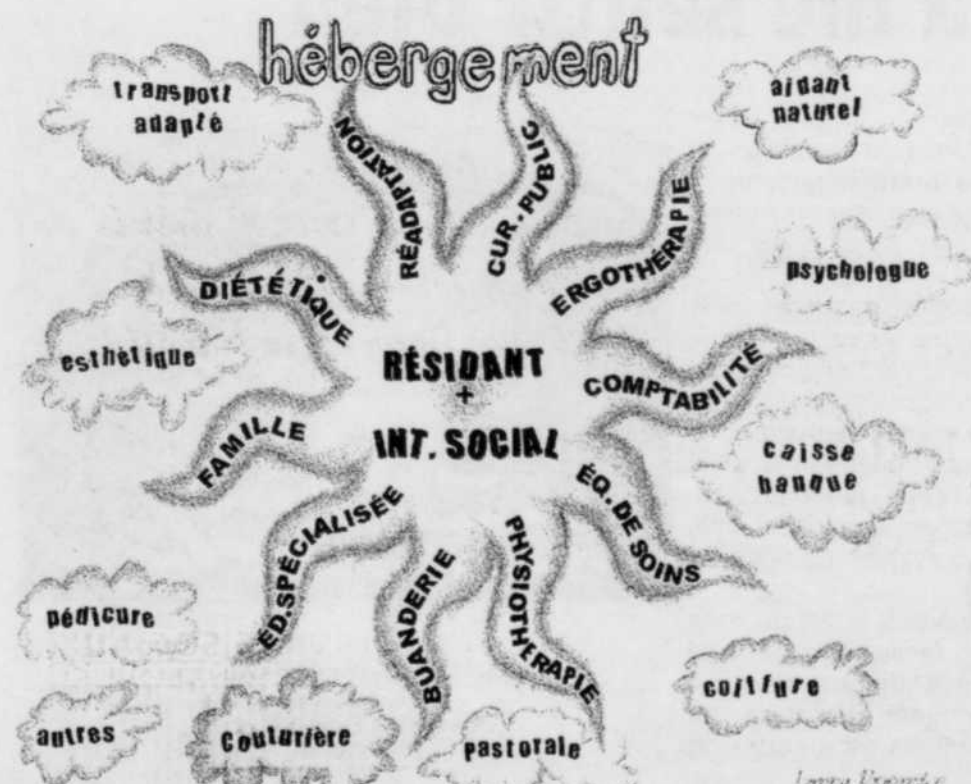 hébergement
transport
adapté
aidant
naturel
RÉADAPTATION
CUR. PUBLIC
ERGOTHÉRAPIE
psychologue
DIÉTÉTIQUE
esthétique
RÉSIDANT
+
INT. SOCIAL
COMPTABILITÉ
FAMILLE
caisse
banque
ÉQ. DE SOINS
ÉD. SPÉCIALISÉE
BUANDERIE
PHYSIOTHÉRAPIE
pédicure
coiffure
autres
Couturière
pastorale